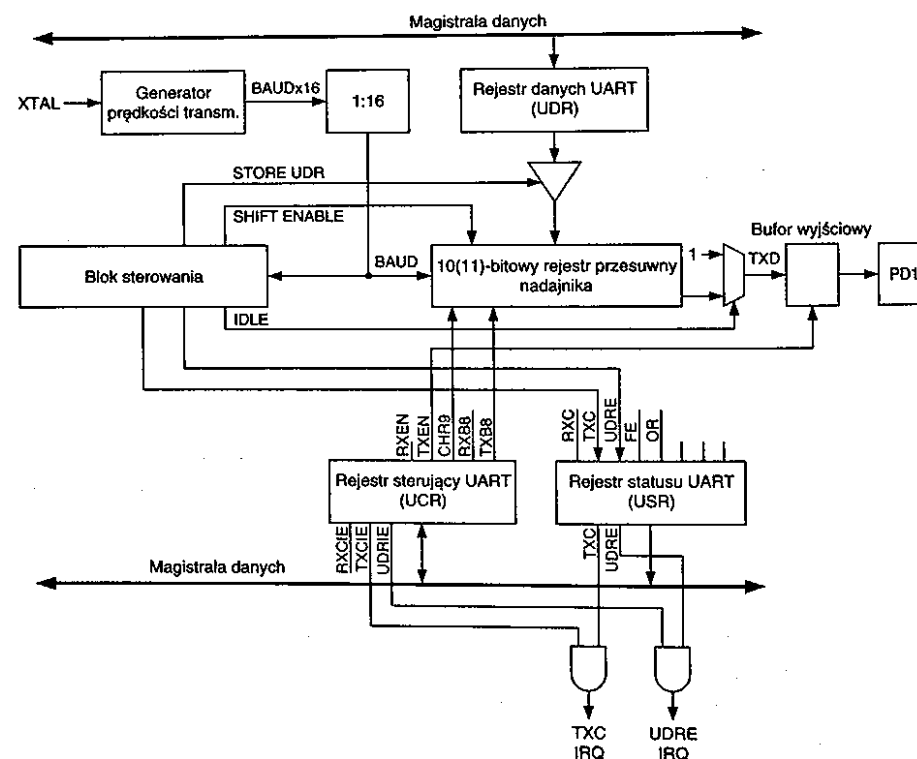 Magistrala danych
XTAL
Generator
prędkości transm.
BAUDx16
1:16
Rejestr danych UART
(UDR)
STORE UDR
SHIFT ENABLE
Bufor wyjściowy
Blok sterowania
BAUD
10(11)-bitowy rejestr przesuwny
nadajnika
1
TXD
PD1
IDLE
RXEN
TXEN
CHR9
RXB8
TXB8
RXC
TXC
UDRE
FE
OR
Rejestr sterujący UART
(UCR)
Rejestr statusu UART
(USR)
RXCIE
TXCIE
UDRIE
TXC
UDRE
Magistrala danych
TXC
IRQ
UDRE
IRQ